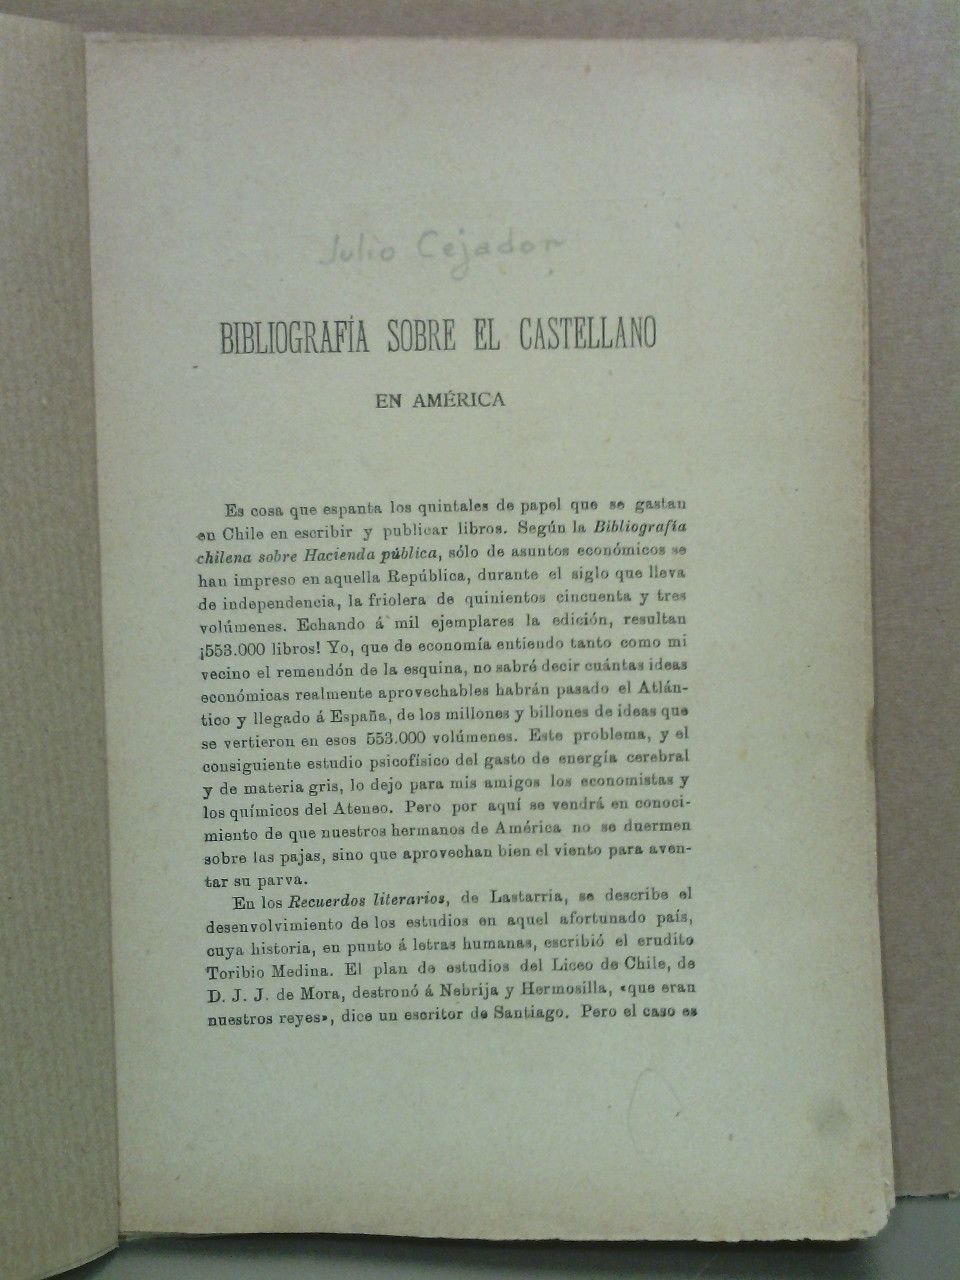 Julio Cejador
BIBLIOGRAFÍA SOBRE EL CASTELLANO
EN AMÉRICA
Es cosa que espanta los quintales de papel que se gastan
en Chile en escribir y publicar libros. Según la Bibliografía
chilena sobre Hacienda pública, sólo de asuntos económicos se
han impreso en aquella República, durante el siglo que lleva
de independencia, la friolera de quinientos cincuenta y tres
volúmenes. Echando á mil ejemplares la edición, resultan
¡553.000 libros! Yo, que de economía entiendo tanto como mi
vecino el remendón de la esquina, no sabré decir cuántas ideas
económicas realmente aprovechables habrán pasado el Atlán-
tico y llegado á España, de los millones y billones de ideas que
se vertieron en esos 553.000 volúmenes. Este problema, y el
consiguiente estudio psicofísico del gasto de energía cerebral
y de materia gris, lo dejo para mis amigos los economistas y
los químicos del Ateneo. Pero por aquí se vendrá en conoci-
miento de que nuestros hermanos de América no se duermen
sobre las pajas, sino que aprovechan bien el viento para aven-
tar su parva.
En los Recuerdos literarios, de Lastarria, se describe el
desenvolvimiento de los estudios en aquel afortunado país,
cuya historia, en punto á letras humanas, escribió el erudito
Toribio Medina. El plan de estudios del Liceo de Chile, de
D. J. J. de Mora, destronó á Nebrija y Hermosilla, «que eran
nuestros reyes», dice un escritor de Santiago. Pero el caso es